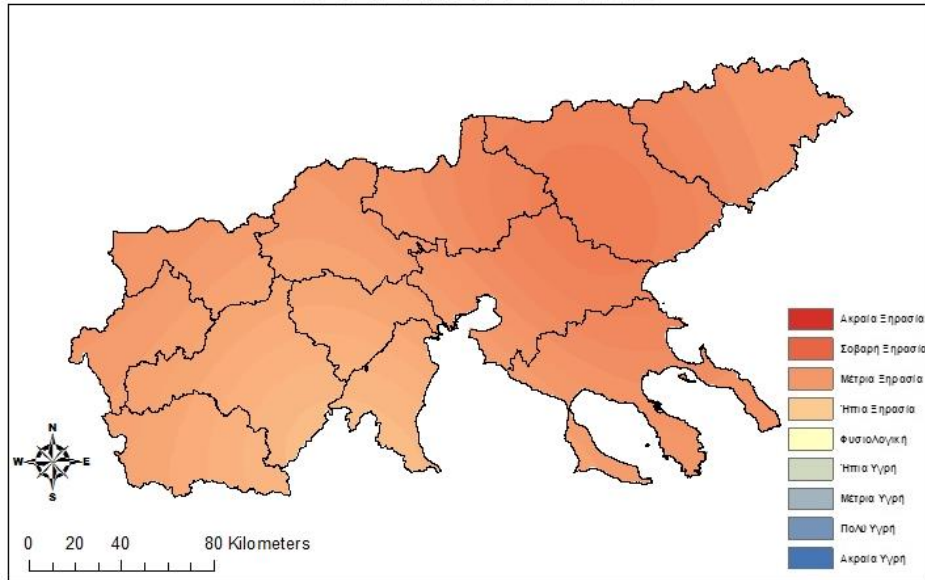 Ακραία Ξηρασία
Σοβαρή Ξηρασία
Μέτρια Ξηρασία
Ήπια Ξηρασία
Φυσιολογική
Ήπια Υγρή
Μέτρια Υγρή
Πολύ Υγρή
Ακραία Υγρή
N
W E
S
0 20 40 80 Kilometers